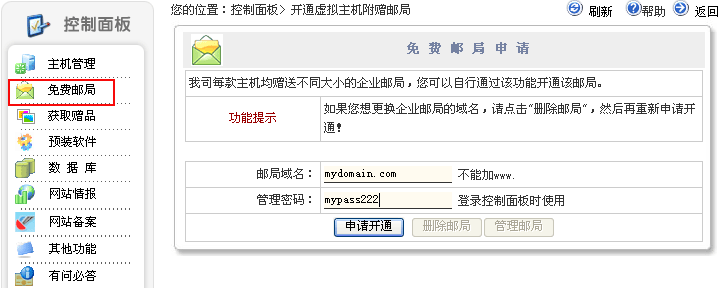 控制面板
主机管理
免费邮局
获取赠品
预装软件
数 据 库
网站情报
网站备案
其他功能
有问必答
您的位置：控制面板> 开通虚拟主机附赠邮局
刷新 帮助 返回
免 费 邮 局 申 请
我司每款主机均赠送不同大小的企业邮局，您可以自行通过该功能开通该邮局。
功能提示
如果您想更换企业邮局的域名，请点击“删除邮局”，然后再重新申请开
通！
邮局域名： mydomain.com 不能加www.
管理密码： mypass222 登录控制面板时使用
申请开通 删除邮局 管理邮局